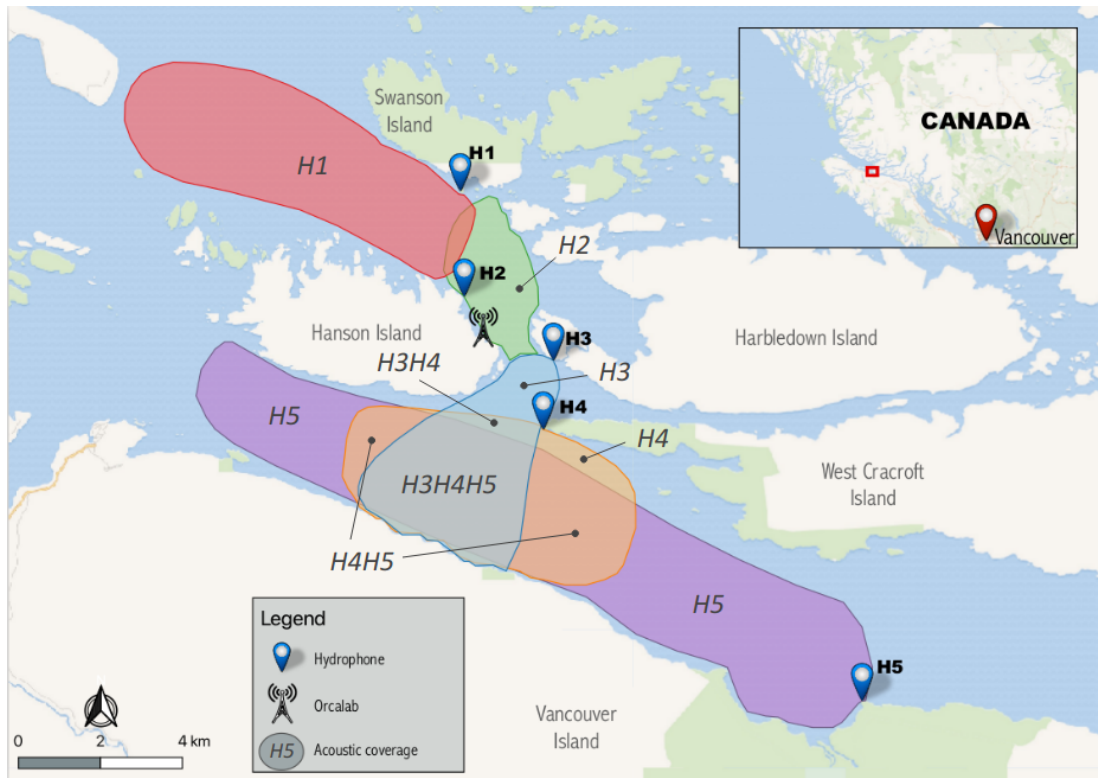 Swanson
Island
H1
H1
CANADA
Vancouver
H2
H2
Hanson Island
H3
Harbledown Island
H3H4
H3
H5
H4
H4
H3H4H5
West Cracroft
Island
H4H5
H5
H5
Legend
Hydrophone
Orcalab
H5 Acoustic coverage
Vancouver
Island
0 2 4 km